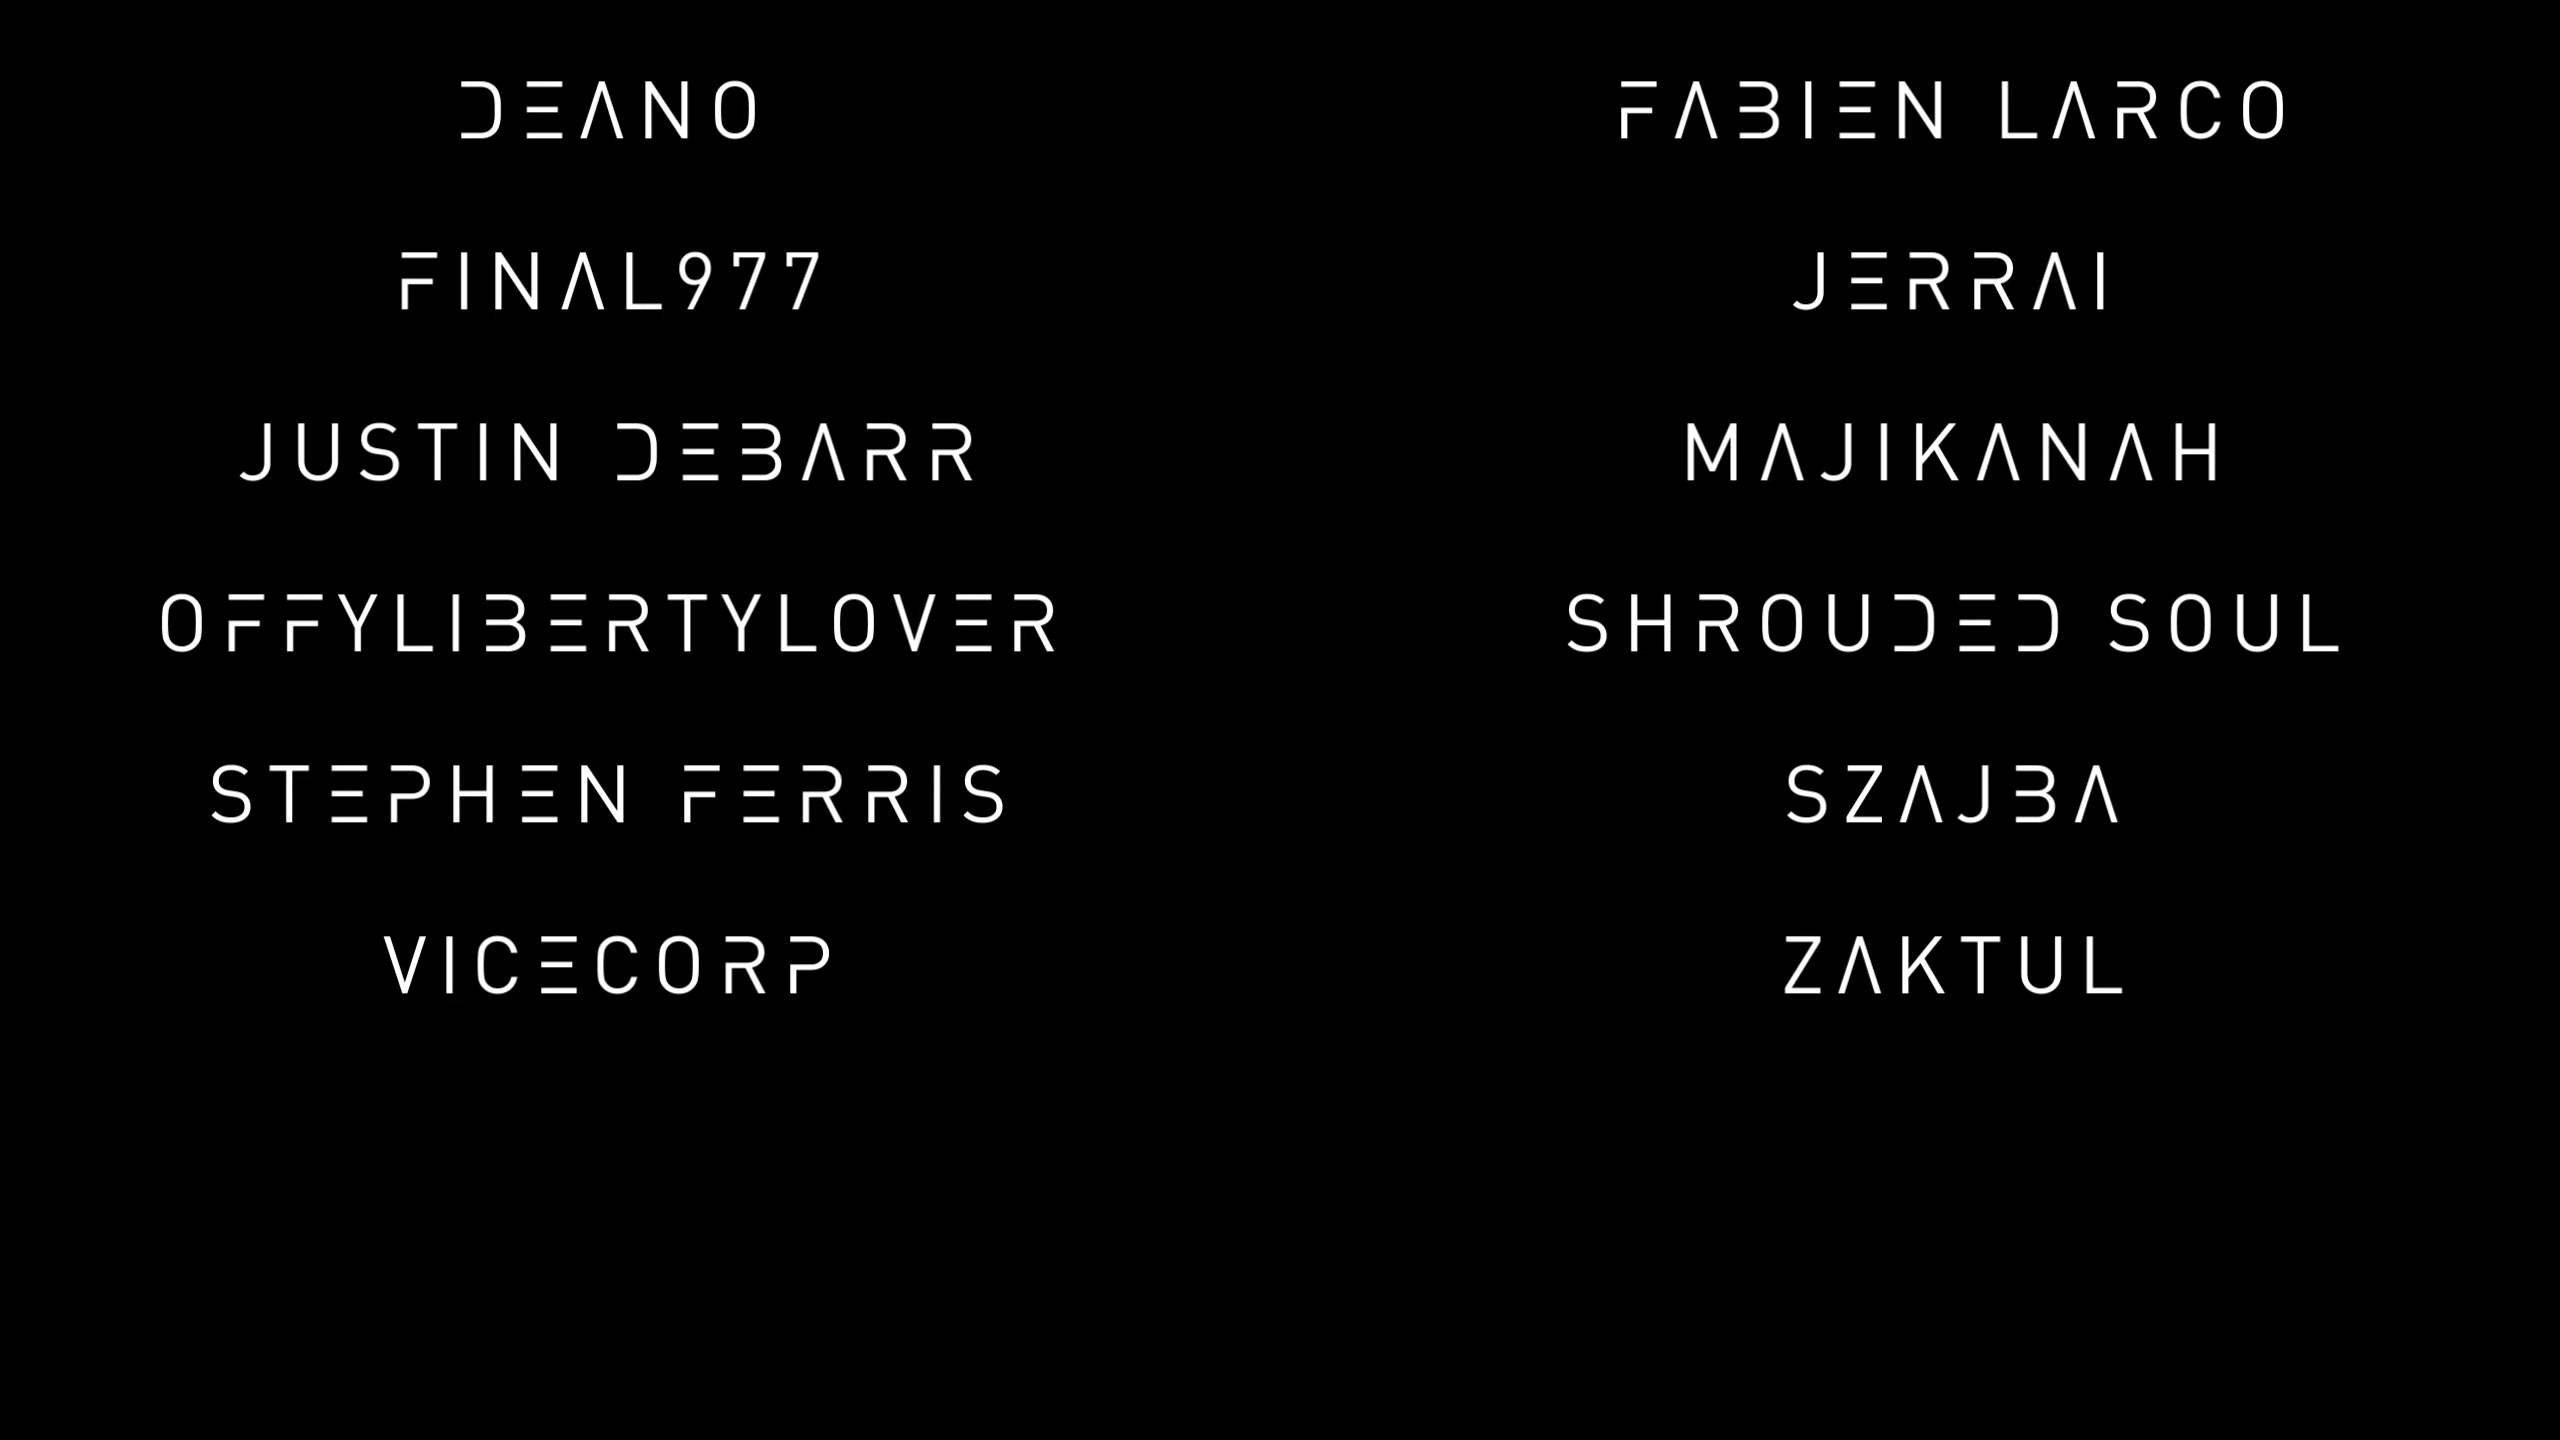 DEANO
FABIEN LARCO
FINAL977
JERRAI
JUSTIN DEBARR
MAJIKANAH
OFFYLIBERTYLOVER
SHROUDED SOUL
STEPHEN FERRIS
SZAJBA
VICECORP
ZAKTUL